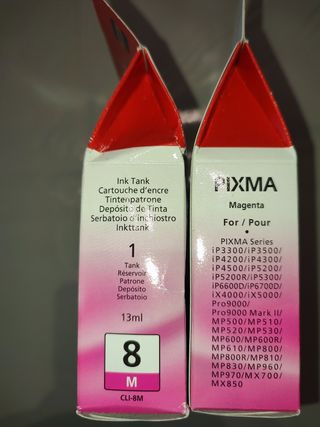 Ink Tank
Cartouche d'encre
Tintenpatrone
Depósito de Tinta
Serbatoio d'inchiostro
Inkttank
1
Tank
Réservoir
Patrone
Depósito
Serbatoio
13ml
8
M
CLI-8M
PIXMA
Magenta
For / Pour
PIXMA Series
iP3300/iP3500/
iP4200/iP4300/
iP4500/iP5200/
iP5200R/iP5300/
iP6600D/iP6700D/
iX4000/iX5000/
Pro9000/
Pro9000 Mark II/
MP500/MP510/
MP520/MP530/
MP600/MP600R/
MP610/MP800/
MP800R/MP810/
MP830/MP960/
MP970/MX700/
MX850